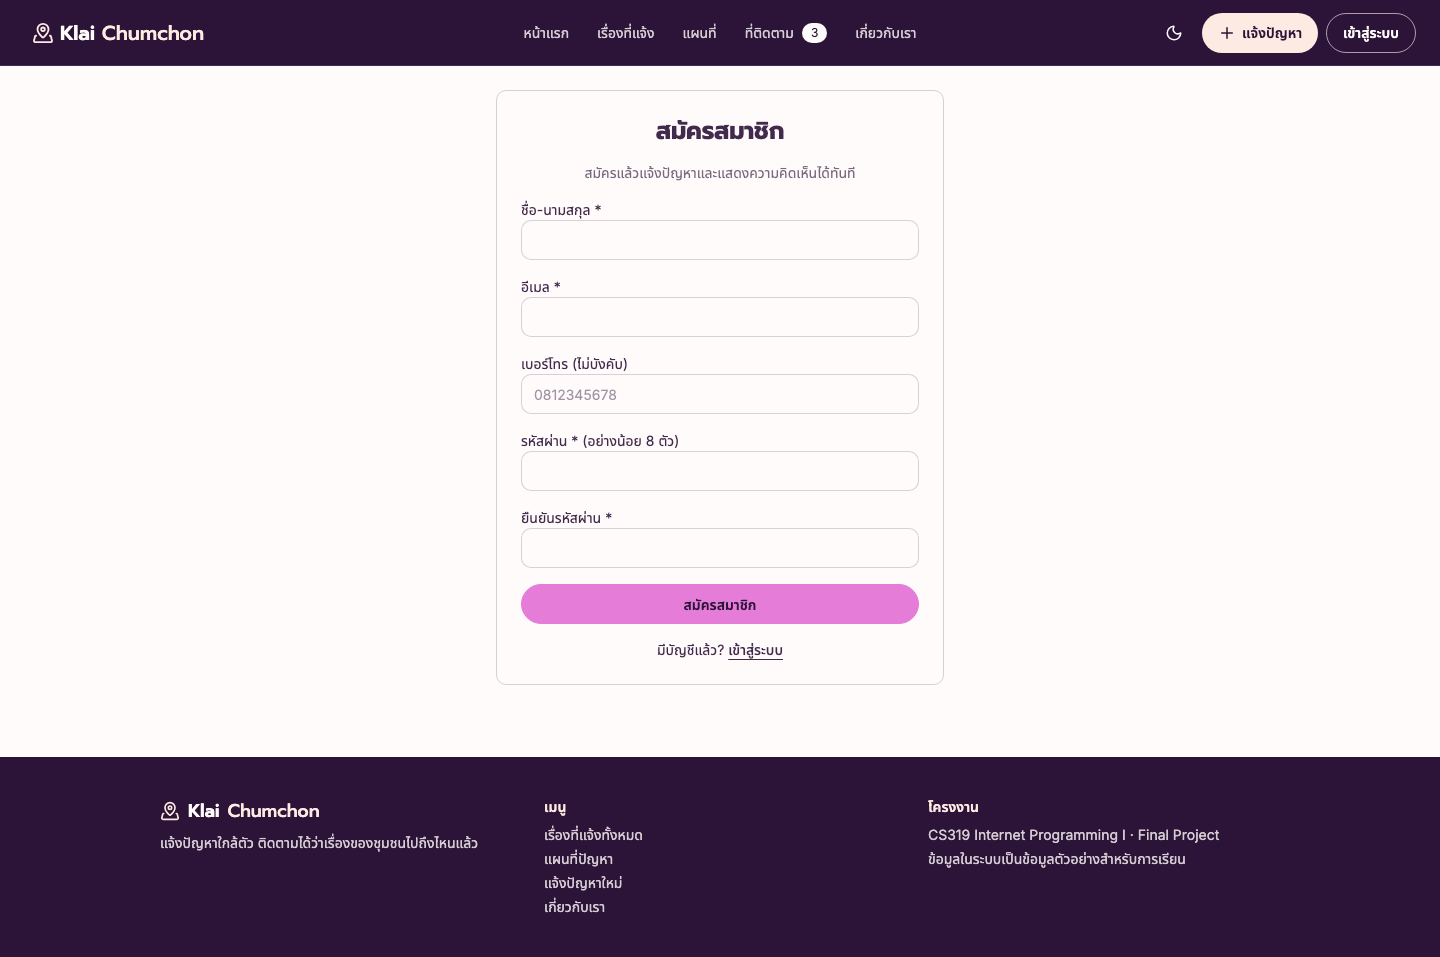 Klai Chumchon
หน้าแรก เรื่องที่แจ้ง แผนที่ ที่ติดตาม 3 เกี่ยวกับเรา
แจ้งปัญหา เข้าสู่ระบบ
สมัครสมาชิก
สมัครแล้วแจ้งปัญหาและแสดงความคิดเห็นได้ทันที
ชื่อ-นามสกุล *
อีเมล *
เบอร์โทร (ไม่บังคับ)
0812345678
รหัสผ่าน * (อย่างน้อย 8 ตัว)
ยืนยันรหัสผ่าน *
สมัครสมาชิก
มีบัญชีแล้ว? เข้าสู่ระบบ
Klai Chumchon
แจ้งปัญหาใกล้ตัว ติดตามได้ว่าเรื่องของชุมชนไปถึงไหนแล้ว
เมนู
เรื่องที่แจ้งทั้งหมด
แผนที่ปัญหา
แจ้งปัญหาใหม่
เกี่ยวกับเรา
โครงงาน
CS319 Internet Programming I · Final Project
ข้อมูลในระบบเป็นข้อมูลตัวอย่างสำหรับการเรียน